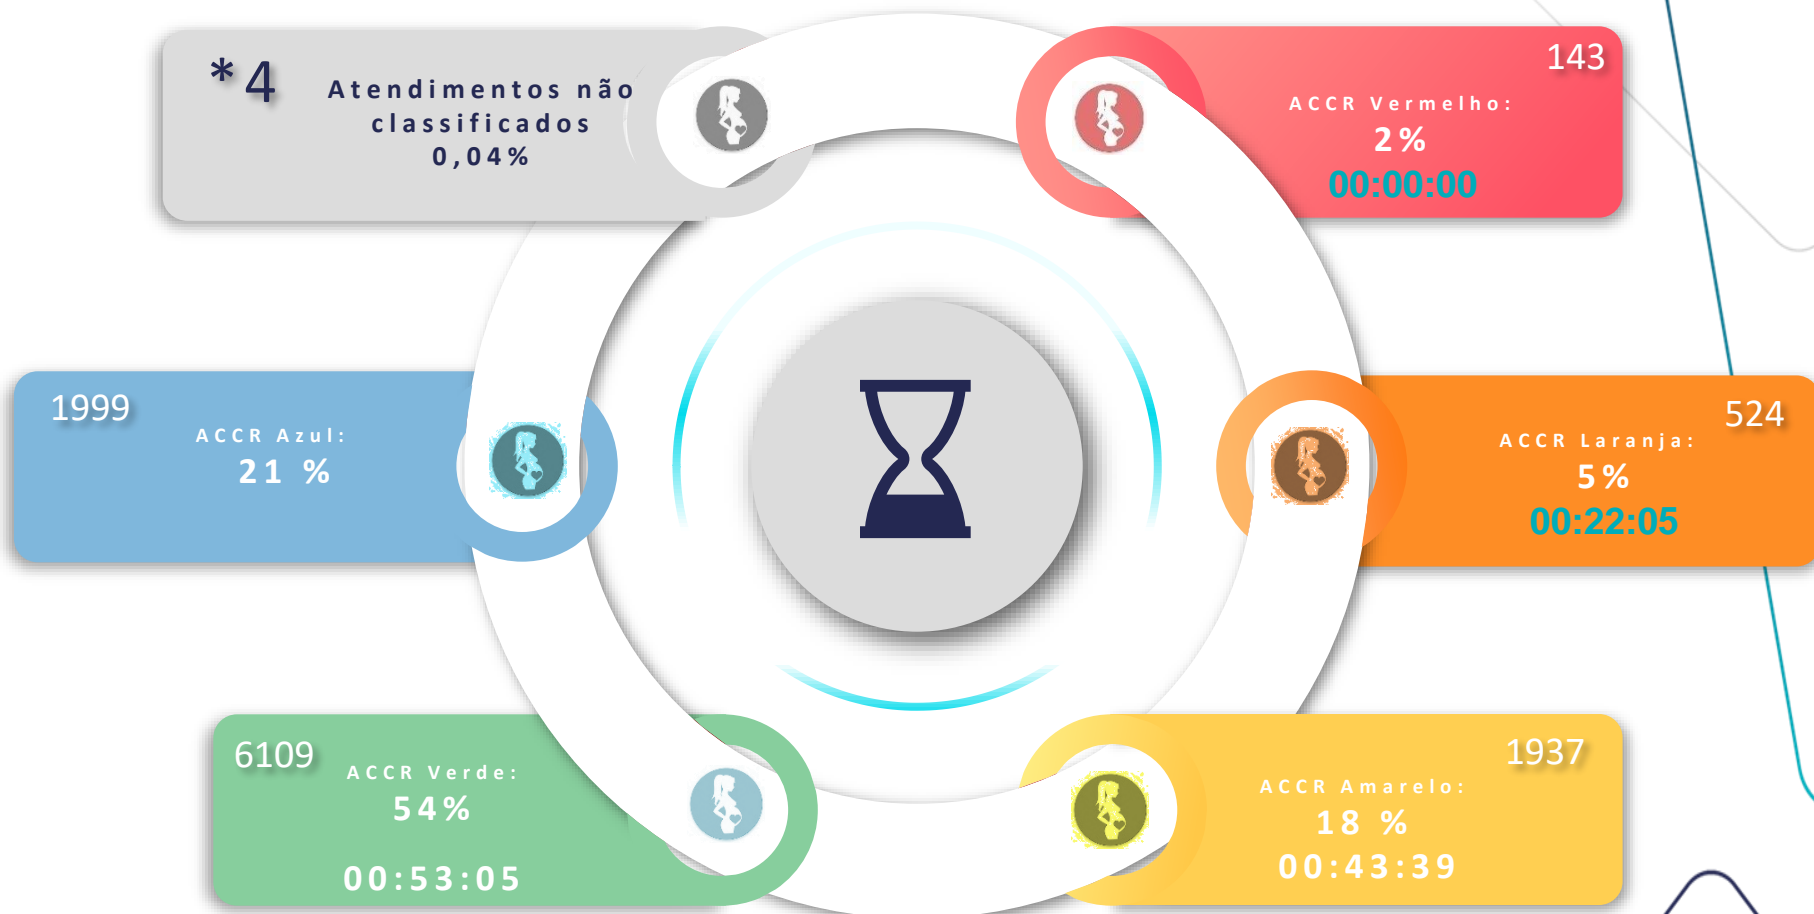 *4
Atendimentos não
classificados
0,04%
143
ACCR Vermelho:
2%
00:00:00
1999
ACCR Azul:
21 %
524
ACCR Laranja:
5%
00:22:05
6109
ACCR Verde:
54%
00:53:05
1937
ACCR Amarelo:
18 %
00:43:39